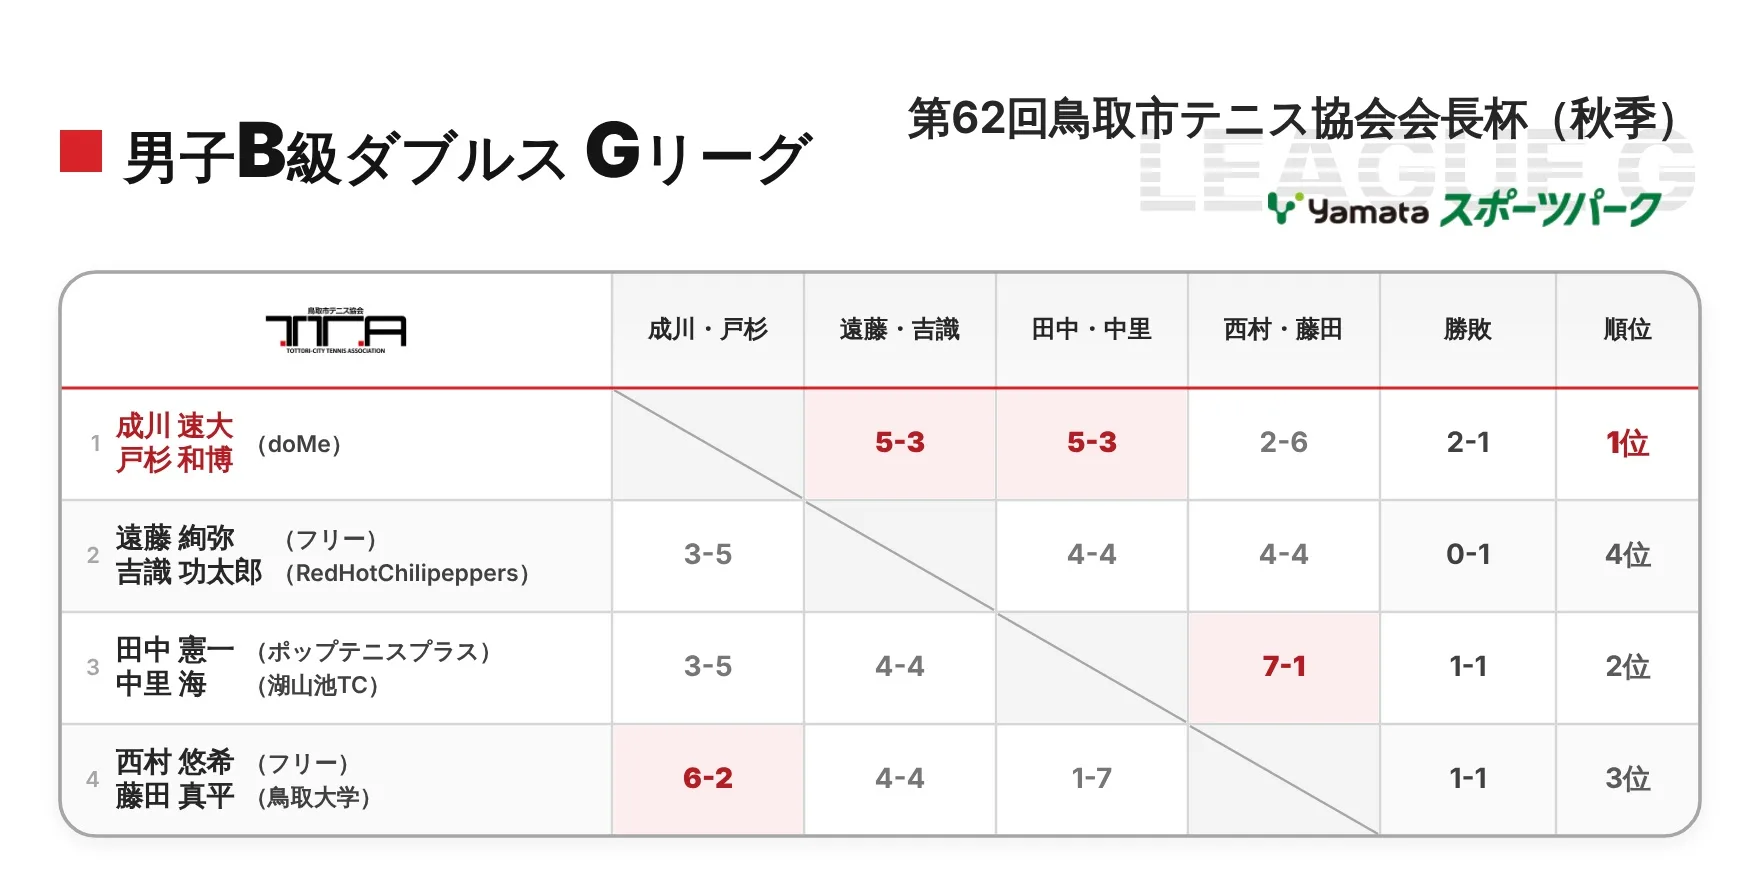 男子B級ダブルス Gリーグ
第62回鳥取市テニス協会会長杯（秋季）
LEAGUE G
Yamata スポーツパーク
鳥取市テニス協会
TTA
TOTTORI-CITY TENNIS ASSOCIATION
成川・戸杉 遠藤・吉識 田中・中里 西村・藤田 勝敗 順位
1 成川 速大 戸杉 和博 （doMe） 5-3 5-3 2-6 2-1 1位
2 遠藤 絢弥 （フリー） 吉識 功太郎 （RedHotChilipeppers） 3-5 4-4 4-4 0-1 4位
3 田中 憲一 （ポップテニスプラス） 中里 海 （湖山池TC） 3-5 4-4 7-1 1-1 2位
4 西村 悠希 （フリー） 藤田 真平 （鳥取大学） 6-2 4-4 1-7 1-1 3位